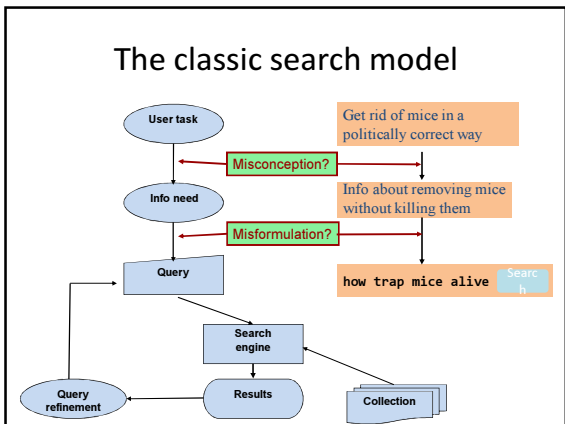 The classic search model
User task
Get rid of mice in a
politically correct way
Misconception?
Info need
Info about removing mice
without killing them
Misformulation?
Query
how trap mice alive
Searc
h
Search
engine
Query
refinement
Results
Collection